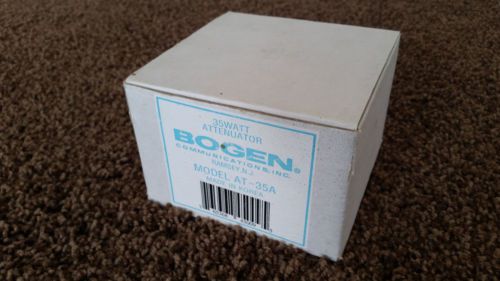 35WATT
ATTENUATOR
BOGEN®
COMMUNICATIONS, INC.
RAMSEY, N.J.
MODEL AT-35A
MADE IN KOREA